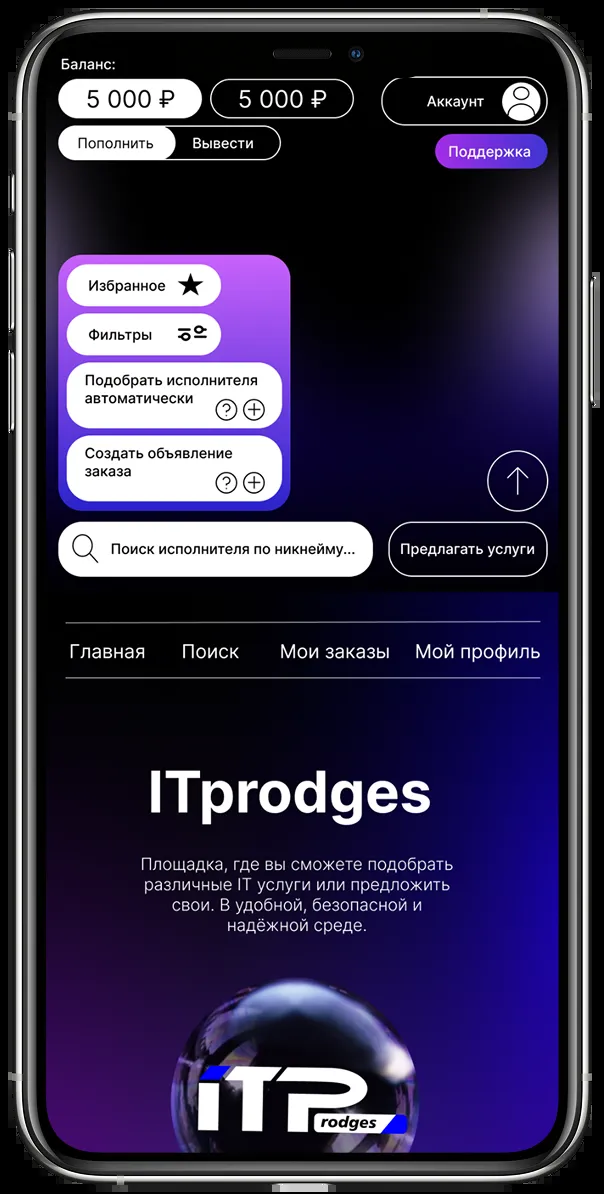 Баланс:
5 000 ₽
5 000 ₽
Аккаунт
Пополнить
Вывести
Поддержка
Избранное
Фильтры
Подобрать исполнителя
автоматически
?
Создать объявление
заказа
?
Поиск исполнителя по никнейму...
Предлагать услуги
Главная
Поиск
Мои заказы
Мой профиль
ITprodges
Площадка, где вы сможете подобрать
различные IT услуги или предложить
свои. В удобной, безопасной и
надёжной среде.
iTP
rodges